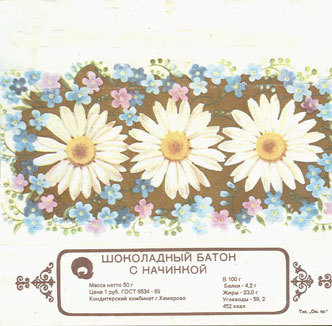 ШОКОЛАДНЫЙ БАТОН
С НАЧИНКОЙ
Масса нетто 50 г
Цена 1 руб. ГОСТ 6534 - 69
Кондитерский комбинат г.Кемерово
В 100 г
Белки - 4,2 г
Жиры - 23,0 г
Углеводы - 59, 2
452 ккал